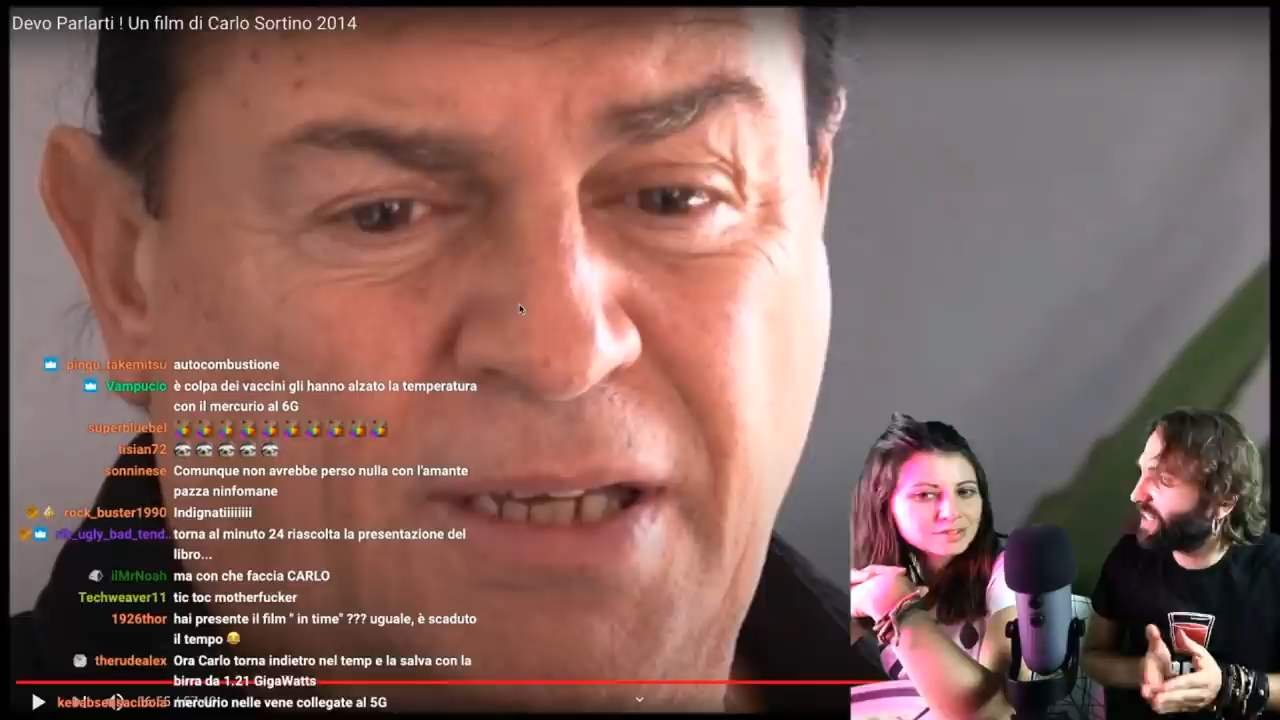 Devo Parlarti ! Un film di Carlo Sortino 2014
pingu_takemitsu autocombustione
Vampucio è colpa dei vaccini gli hanno alzato la temperatura
con il mercurio al 6G
superbluebel
tisian72
sonninese Comunque non avrebbe perso nulla con l'amante
pazza ninfomane
rock_buster1990 Indignatiiiiiiii
_ugly_bad_tend.. torna al minuto 24 riascolta la presentazione del
libro...
ilMrNoah ma con che faccia CARLO
Techweaver11 tic toc motherfucker
1926thor hai presente il film " in time" ??? uguale, è scaduto
il tempo 😂
therudealex Ora Carlo torna indietro nel temp e la salva con la
birra da 1.21 GigaWatts
mercurio nelle vene collegate al 5G